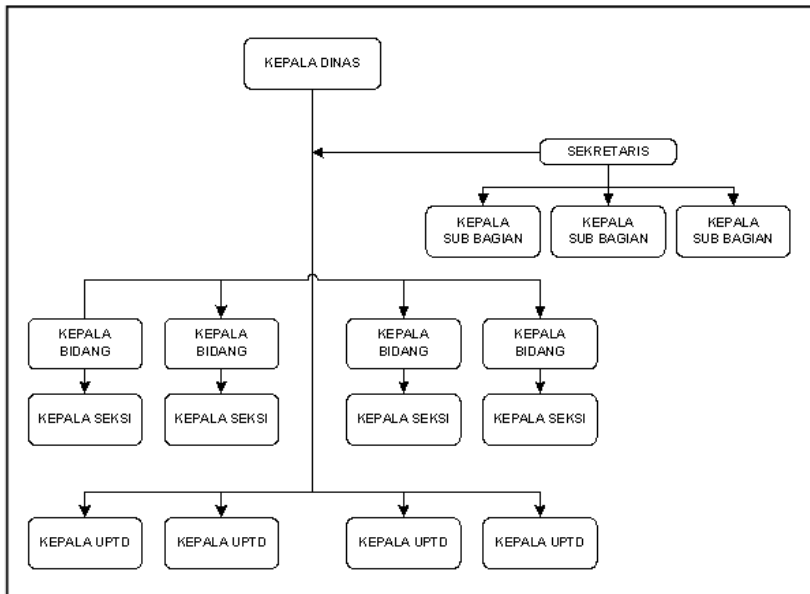 KEPALA DINAS
SEKRETARIS
KEPALA
SUB BAGIAN
KEPALA
SUB BAGIAN
KEPALA
SUB BAGIAN
KEPALA
BIDANG
KEPALA
BIDANG
KEPALA
BIDANG
KEPALA
BIDANG
KEPALA SEKSI
KEPALA SEKSI
KEPALA SEKSI
KEPALA SEKSI
KEPALA UPTD
KEPALA UPTD
KEPALA UPTD
KEPALA UPTD